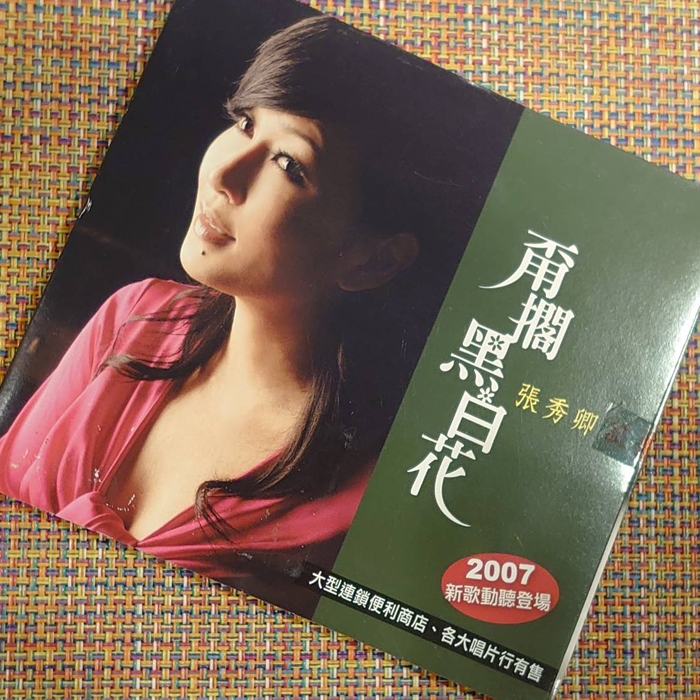 甭擱
黑白花
張秀卿
2007
新歌動聽登場
大型連鎖便利商店、各大唱片行有售